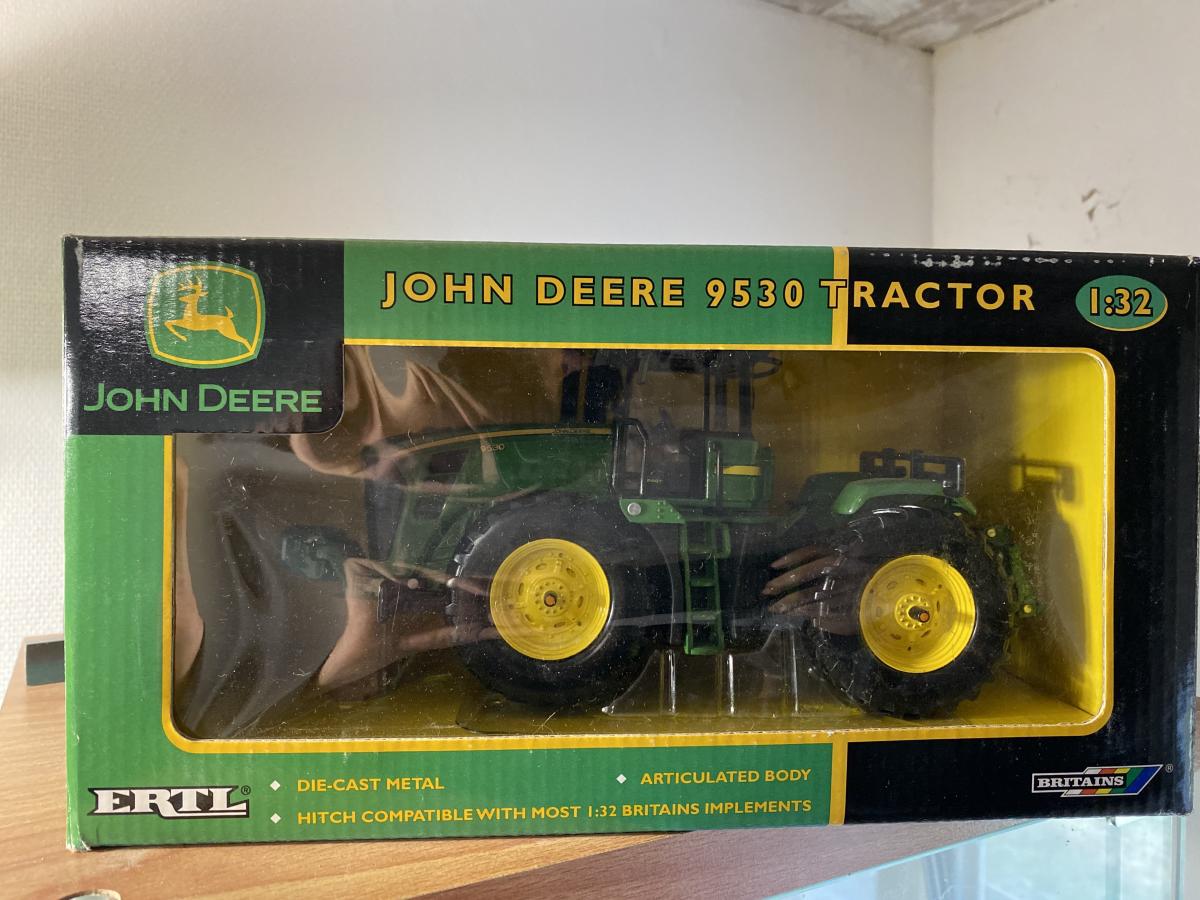 JOHN DEERE 9530 TRACTOR
1:32
JOHN DEERE
9530
ERTL®
DIE-CAST METAL
ARTICULATED BODY
HITCH COMPATIBLE WITH MOST 1:32 BRITAINS IMPLEMENTS
BRITAINS®